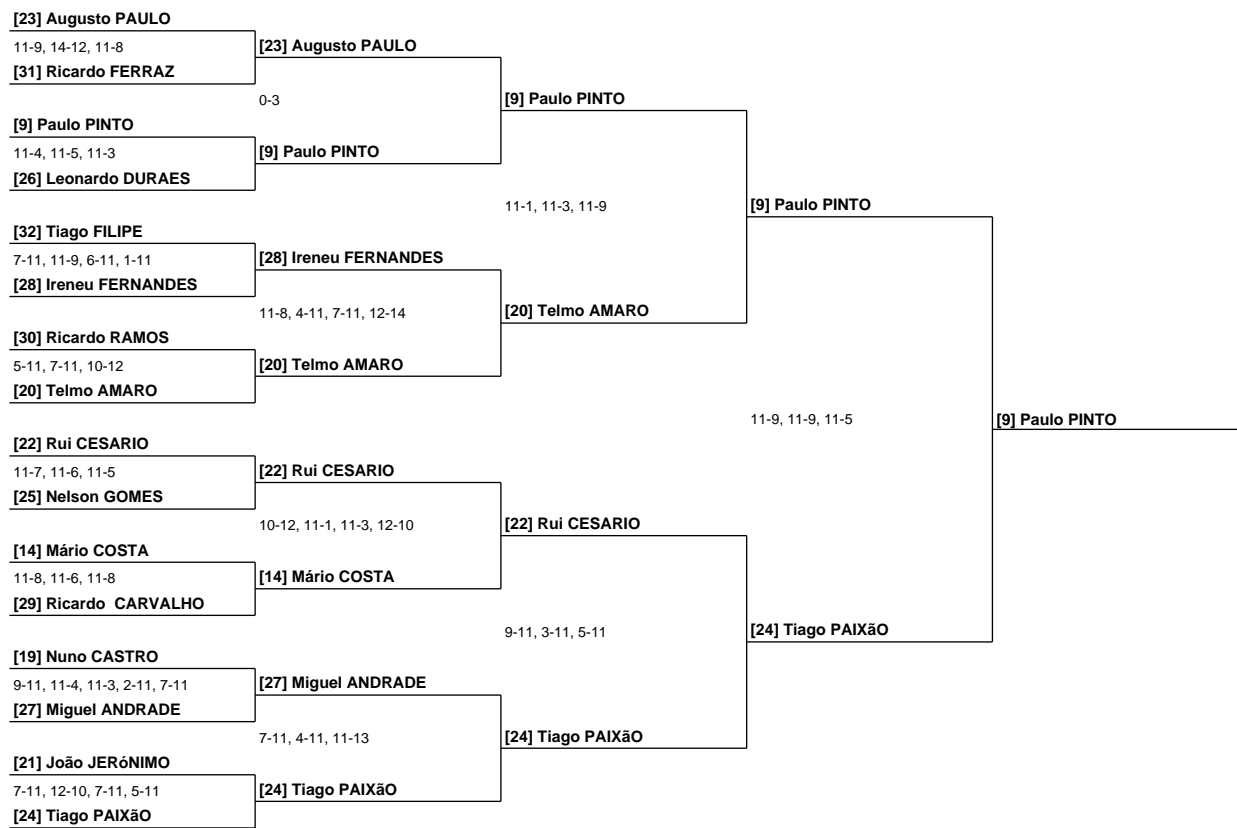 [23] Augusto PAULO
11-9, 14-12, 11-8
[23] Augusto PAULO
[31] Ricardo FERRAZ
0-3
[9] Paulo PINTO
[9] Paulo PINTO
11-4, 11-5, 11-3
[9] Paulo PINTO
[26] Leonardo DURAES
11-1, 11-3, 11-9
[9] Paulo PINTO
[32] Tiago FILIPE
7-11, 11-9, 6-11, 1-11
[28] Ireneu FERNANDES
[28] Ireneu FERNANDES
11-8, 4-11, 7-11, 12-14
[20] Telmo AMARO
[30] Ricardo RAMOS
5-11, 7-11, 10-12
[20] Telmo AMARO
[20] Telmo AMARO
11-9, 11-9, 11-5
[9] Paulo PINTO
[22] Rui CESARIO
11-7, 11-6, 11-5
[22] Rui CESARIO
[25] Nelson GOMES
10-12, 11-1, 11-3, 12-10
[22] Rui CESARIO
[14] Mário COSTA
11-8, 11-6, 11-8
[14] Mário COSTA
[29] Ricardo  CARVALHO
9-11, 3-11, 5-11
[24] Tiago PAIXãO
[19] Nuno CASTRO
9-11, 11-4, 11-3, 2-11, 7-11
[27] Miguel ANDRADE
[27] Miguel ANDRADE
7-11, 4-11, 11-13
[24] Tiago PAIXãO
[21] João JERóNIMO
7-11, 12-10, 7-11, 5-11
[24] Tiago PAIXãO
[24] Tiago PAIXãO